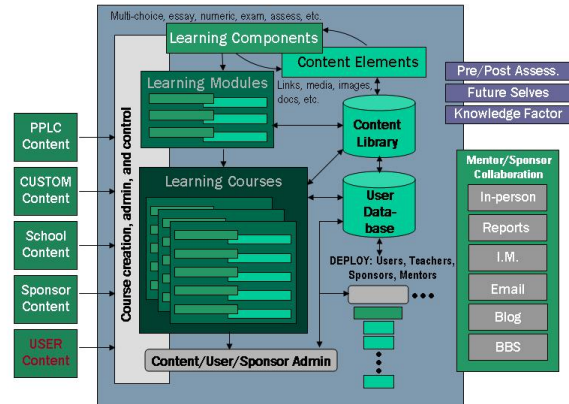 Multi-choice, essay, numeric, exam, assess, etc.
Learning Components
Content Elements
Links, media, images,
docs, etc.
Learning Modules
Content
Library
Learning Courses
User
Data-
base
DEPLOY: Users, Teachers,
Sponsors, Mentors
Content/User/Sponsor Admin
Course creation, admin, and control
PPLC
Content
CUSTOM
Content
School
Content
Sponsor
Content
USER
Content
Pre/Post Assess.
Future Selves
Knowledge Factor
Mentor/Sponsor
Collaboration
In-person
Reports
I.M.
Email
Blog
BBS